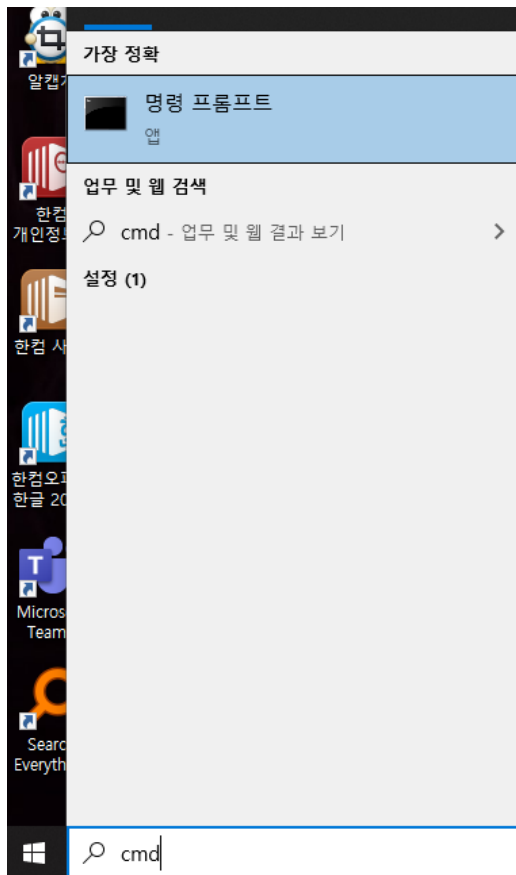 가장 정확
명령 프롬프트
앱
업무 및 웹 검색
cmd - 업무 및 웹 결과 보기
설정 (1)
알캡
한컴
개인정
한컴
한컴오
한글 20
Micros
Team
Searc
Everyth
cmd